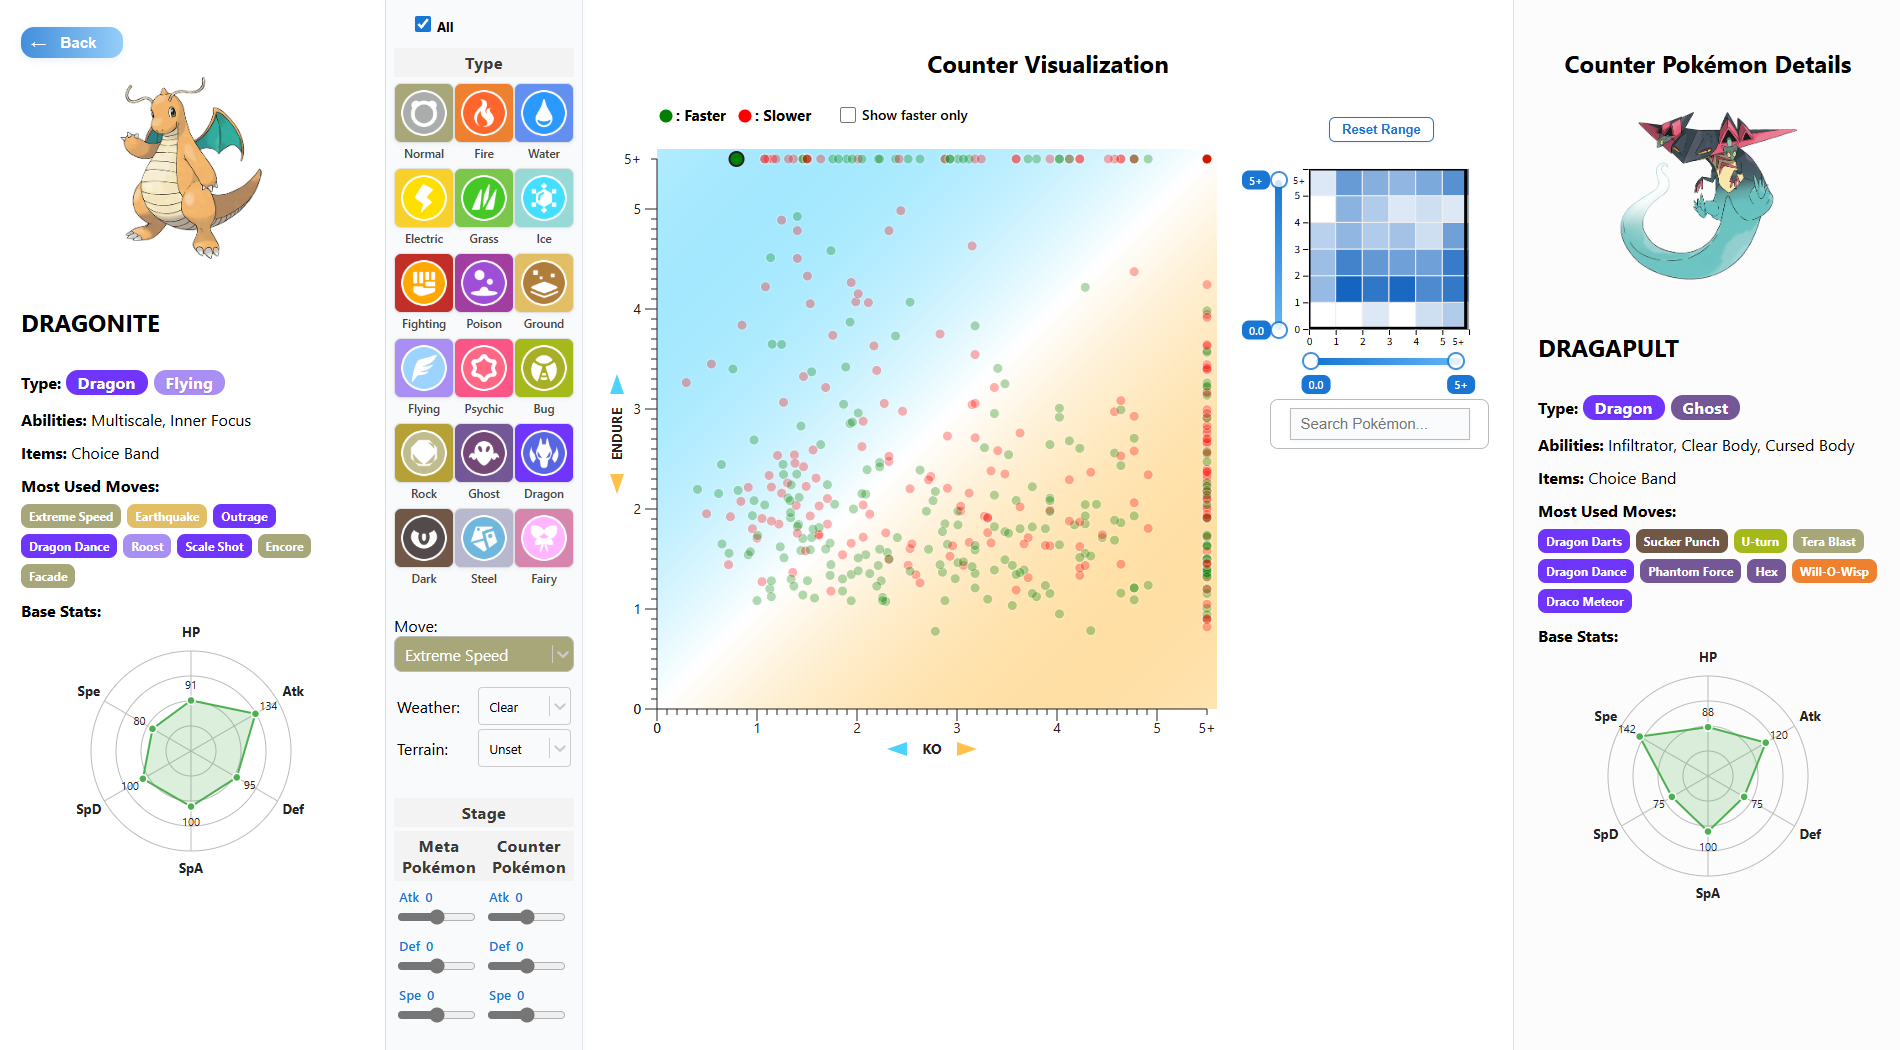 ← Back
DRAGONITE
Type: Dragon Flying
Abilities: Multiscale, Inner Focus
Items: Choice Band
Most Used Moves:
Extreme Speed Earthquake Outrage
Dragon Dance Roost Scale Shot Encore
Facade
Base Stats:
HP
Spe 91 Atk
80 134
100 95
SpD 100 Def
SpA
All
Type
Normal Fire Water
Electric Grass Ice
Fighting Poison Ground
Flying Psychic Bug
Rock Ghost Dragon
Dark Steel Fairy
Move:
Extreme Speed
Weather: Clear
Terrain: Unset
Stage
Meta Pokémon Counter Pokémon
Atk 0 Atk 0
Def 0 Def 0
Spe 0 Spe 0
Counter Visualization
: Faster : Slower Show faster only
5+
5
4
3
2
1
0
ENDURE
0 1 2 3 4 5 5+
KO
Reset Range
5+
0.0
5+
5
4
3
2
1
0
0 1 2 3 4 5 5+
0.0 5+
Search Pokémon...
Counter Pokémon Details
DRAGAPULT
Type: Dragon Ghost
Abilities: Infiltrator, Clear Body, Cursed Body
Items: Choice Band
Most Used Moves:
Dragon Darts Sucker Punch U-turn Tera Blast
Dragon Dance Phantom Force Hex Will-O-Wisp
Draco Meteor
Base Stats:
HP
Spe 88 Atk
142 120
75 75
SpD 100 Def
SpA